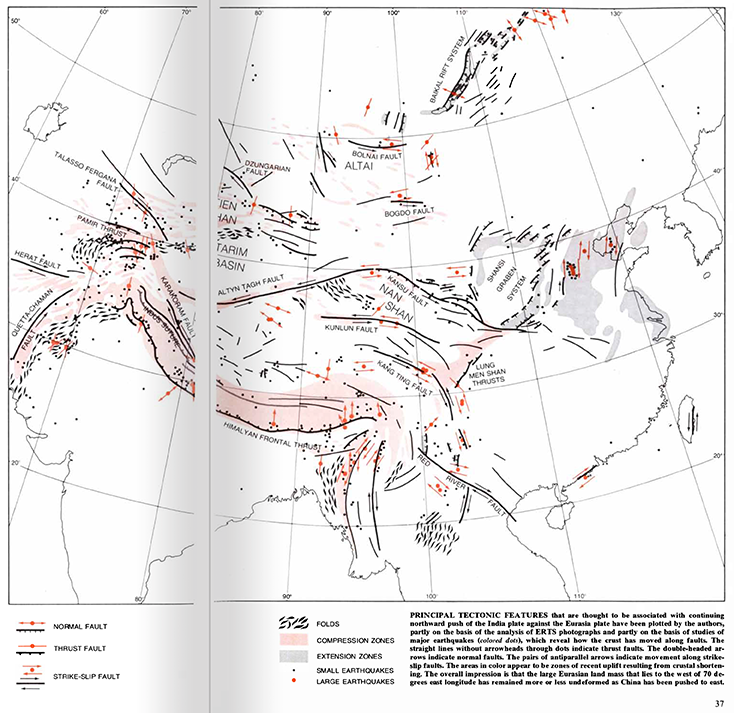 50°
60°
70°
80°
90°
100°
110°
130°
BAIKAL RIFT SYSTEM
TALASSO FERGANA
FAULT
DZUNGARIAN
FAULT
BOLNAI FAULT
ALTAI
40°
40°
IEN
HAN
BOGDO FAULT
PAMIR THRUST
HERAT FAULT
TARIM
BASIN
SHANSI
GRABEN
SYSTEM
ALTYN TAGH FAULT
KARAKORAM FAULT
KANSU FAULT
NAN
SHAN
QUETTA-CHAMAN
FAULT
INDUS SUTURE
30°
30°
KUNLUN FAULT
KANG TING FAULT
LUNG
MEN SHAN
THRUSTS
HIMALYAN FRONTAL THRUST
RED
RIVER
FAULT
20°
20°
80°
90°
100°
110°
NORMAL FAULT
THRUST FAULT
STRIKE-SLIP FAULT
FOLDS
COMPRESSION ZONES
EXTENSION ZONES
SMALL EARTHQUAKES
LARGE EARTHQUAKES
PRINCIPAL TECTONIC FEATURES that are thought to be associated with continuing
northward push of the India plate against the Eurasia plate have been plotted by the authors,
partly on the basis of the analysis of ERTS photographs and partly on the basis of studies of
major earthquakes (colored dots), which reveal how the crust has moved along faults. The
straight lines without arrowheads through dots indicate thrust faults. The double-headed ar-
rows indicate normal faults. The pairs of antiparallel arrows indicate movement along strike-
slip faults. The areas in color appear to be zones of recent uplift resulting from crustal shorten-
ing. The overall impression is that the large Eurasian land mass that lies to the west of 70 de-
grees east longitude has remained more or less undeformed as China has been pushed to east.
37